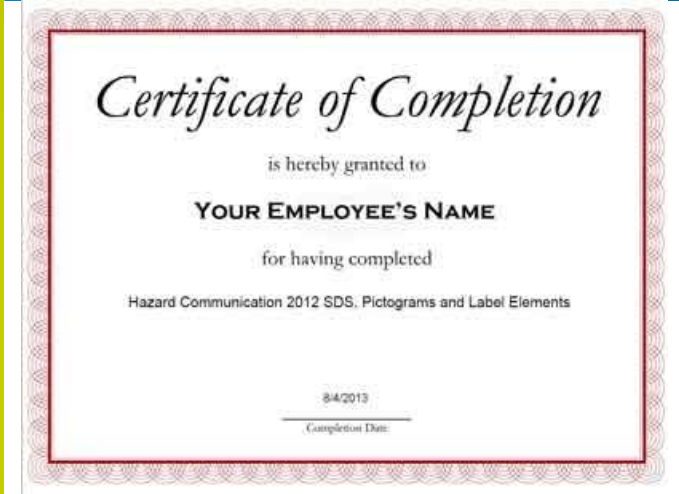 Certificate of Completion
is hereby granted to
YOUR EMPLOYEE'S NAME
for having completed
Hazard Communication 2012 SDS, Pictograms and Label Elements
8/4/2013
Completion Date